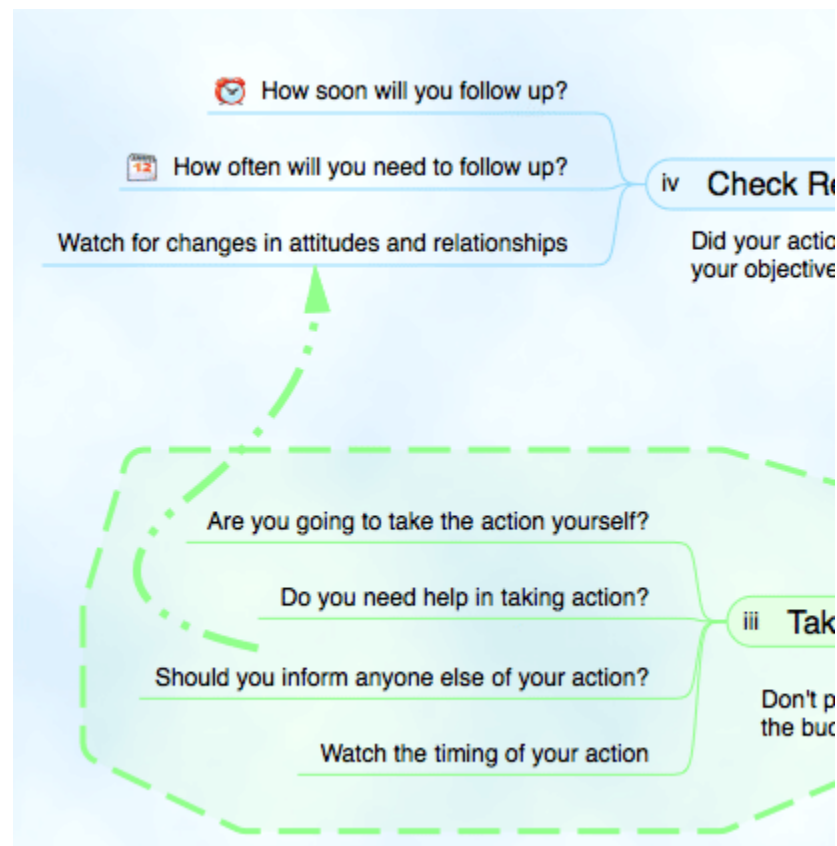 How soon will you follow up?
12
How often will you need to follow up?
Watch for changes in attitudes and relationships
iv Check
Did your
your
Are you going to take the action yourself?
Do you need help in taking action?
Should you inform anyone else of your action?
Watch the timing of your action
iii
Don't
the